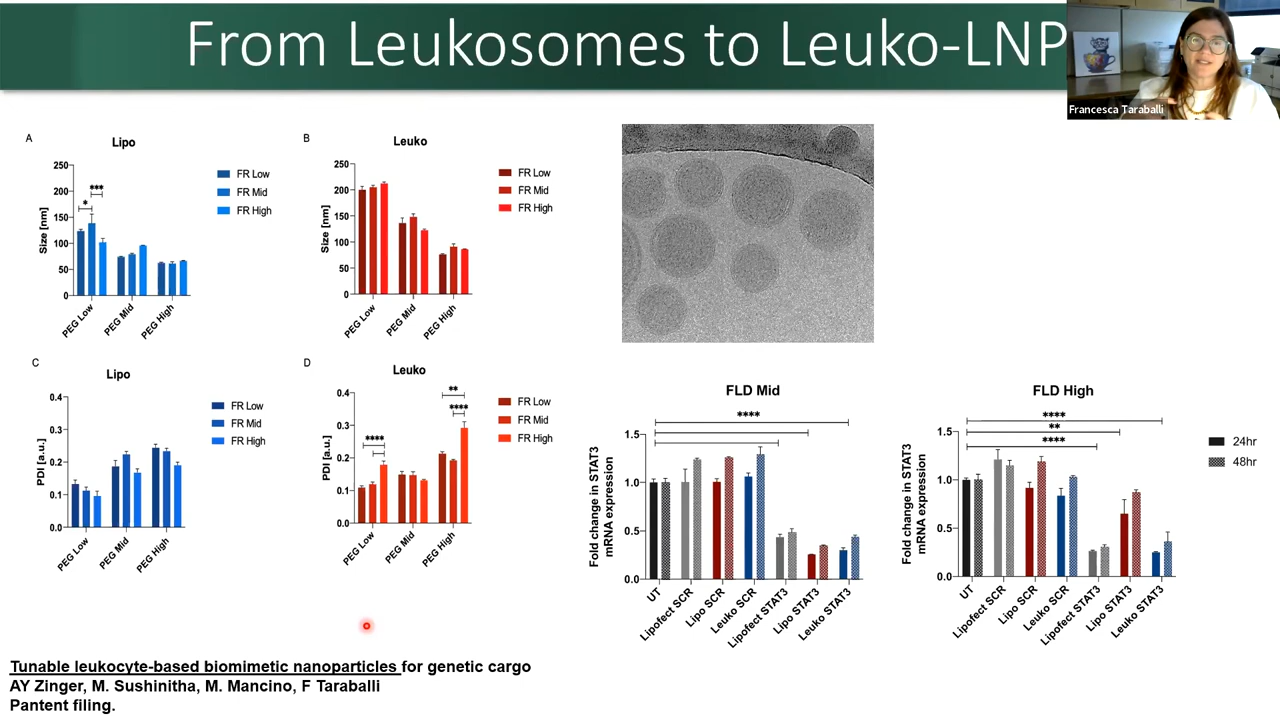 From Leukosomes to Leuko-LNP
Francesca Taraballi
A
Lipo
Size [nm]
250
200
150
100
50
0
*
***
PEG Low
PEG Mid
PEG High
FR Low
FR Mid
FR High
B
Leuko
Size [nm]
250
200
150
100
50
0
PEG Low
PEG Mid
PEG High
FR Low
FR Mid
FR High
C
Lipo
PDI [a.u.]
0.4
0.3
0.2
0.1
0.0
PEG Low
PEG Mid
PEG High
FR Low
FR Mid
FR High
D
Leuko
PDI [a.u.]
0.4
0.3
0.2
0.1
0.0
****
**
****
PEG Low
PEG Mid
PEG High
FR Low
FR Mid
FR High
FLD Mid
****
Fold change in STAT3
mRNA expression
1.5
1.0
0.5
0.0
UT
Lipofect SCR
Lipo SCR
Leuko SCR
Lipofect STAT3
Lipo STAT3
Leuko STAT3
FLD High
****
**
****
Fold change in STAT3
mRNA expression
1.5
1.0
0.5
0.0
UT
Lipofect SCR
Lipo SCR
Leuko SCR
Lipofect STAT3
Lipo STAT3
Leuko STAT3
24hr
48hr
Tunable leukocyte-based biomimetic nanoparticles for genetic cargo
AY Zinger, M. Sushinitha, M. Mancino, F Taraballi
Pantent filing.